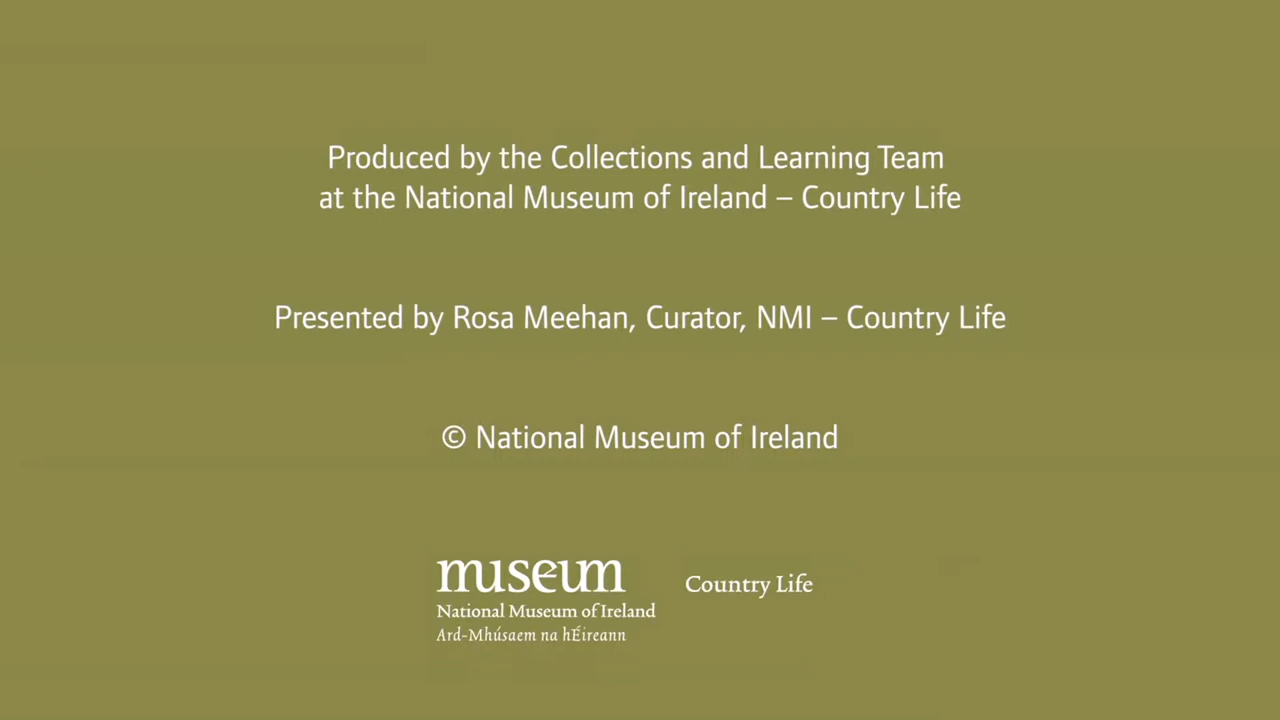 Produced by the Collections and Learning Team
at the National Museum of Ireland – Country Life
Presented by Rosa Meehan, Curator, NMI – Country Life
© National Museum of Ireland
museum
Country Life
National Museum of Ireland
Ard-Mhúsaem na hÉireann